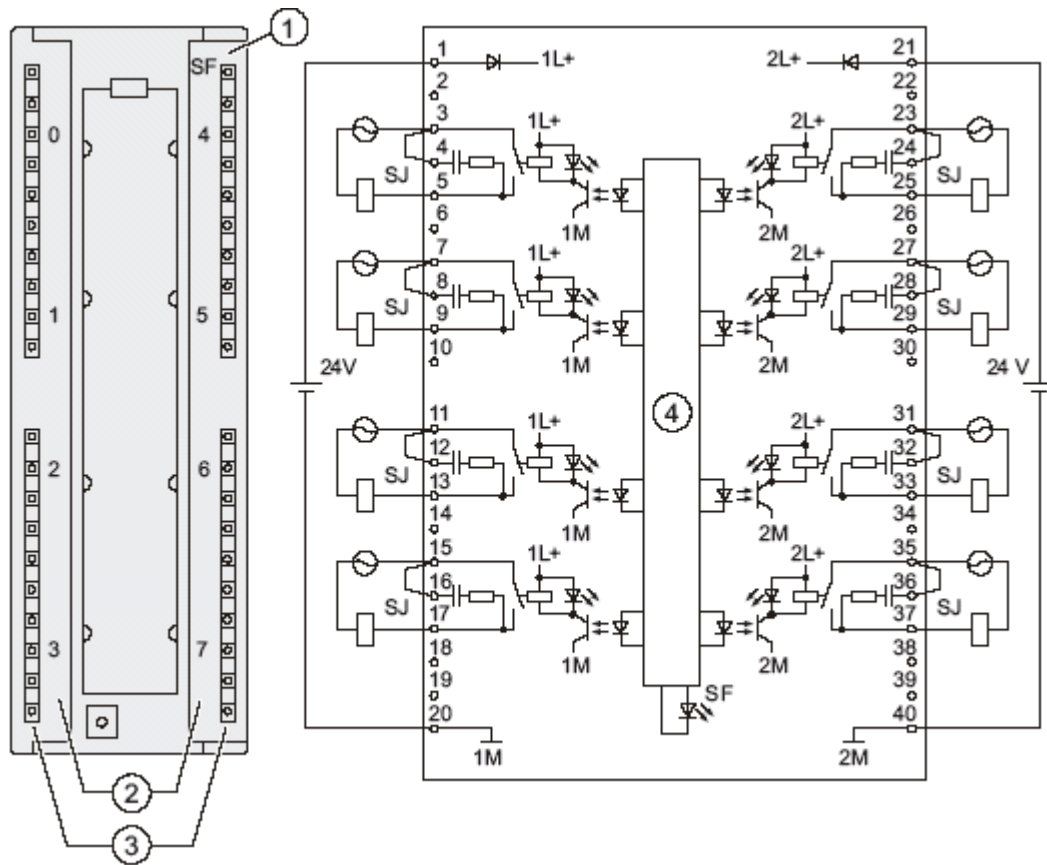 1
SF
0 4
1 5
2 6
3 7
2
3
1 1L+ 2L+ 21
2 22
3 1L+ 2L+ 23
4 24
SJ 5 25 SJ
6 1M 2M 26
7 1L+ 2L+ 27
8 28
SJ 9 29 SJ
10 1M 2M 30
24V 4 24 V
11 1L+ 2L+ 31
12 32
SJ 13 33 SJ
14 1M 2M 34
15 1L+ 2L+ 35
16 36
SJ 17 37 SJ
18 1M 2M 38
19 SF 39
20 40
1M 2M